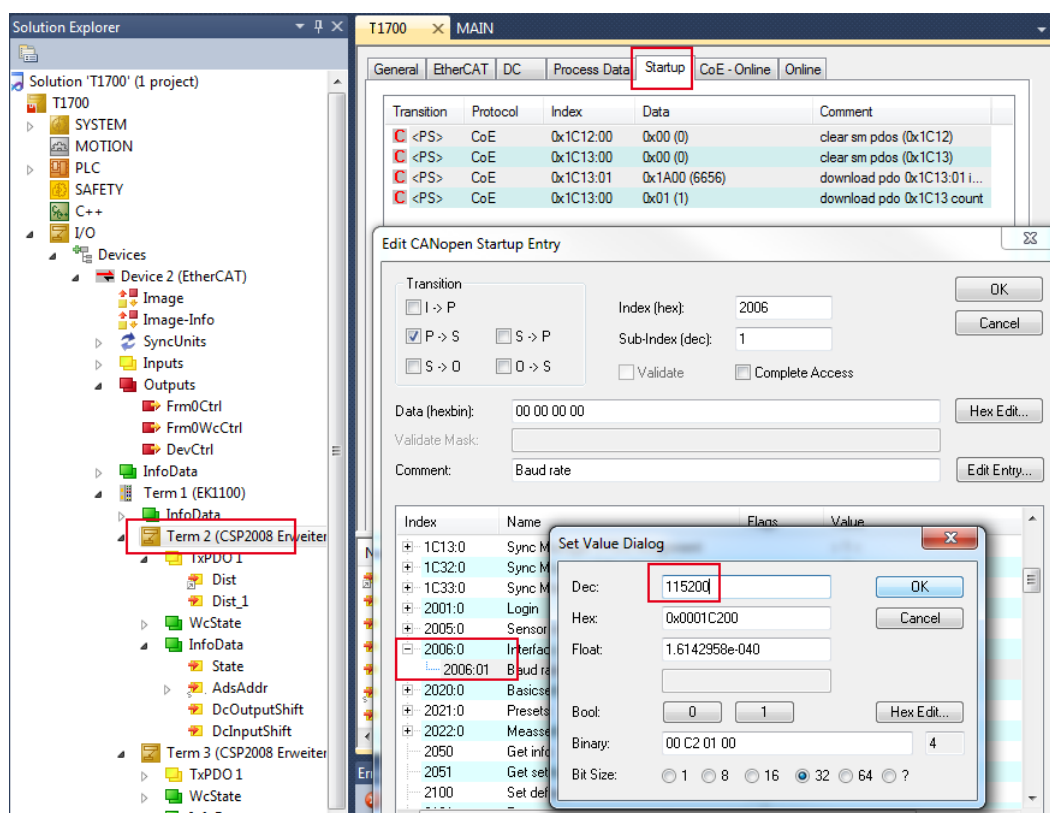 Solution Explorer
Solution 'T1700' (1 project)
T1700
SYSTEM
MOTION
PLC
SAFETY
C++
I/O
Devices
Device 2 (EtherCAT)
Image
Image-Info
SyncUnits
Inputs
Outputs
Frm0Ctrl
Frm0WcCtrl
DevCtrl
InfoData
Term 1 (EK1100)
InfoData
Term 2 (CSP2008 Erweiter
TxPDO 1
Dist
Dist_1
WcState
InfoData
State
AdsAddr
DcOutputShift
DcInputShift
Term 3 (CSP2008 Erweiter
TxPDO 1
WcState
T1700 MAIN
General EtherCAT DC Process Data Startup CoE - Online Online
Transition Protocol Index Data Comment
C <PS> CoE 0x1C12:00 0x00 (0) clear sm pdos (0x1C12)
C <PS> CoE 0x1C13:00 0x00 (0) clear sm pdos (0x1C13)
C <PS> CoE 0x1C13:01 0x1A00 (6656) download pdo 0x1C13:01 i...
C <PS> CoE 0x1C13:00 0x01 (1) download pdo 0x1C13 count
Edit CANopen Startup Entry
Transition
I -> P
P -> S S -> P
S -> O O -> S
Index (hex): 2006
Sub-Index (dec): 1
Validate Complete Access
OK
Cancel
Data (hexbin): 00 00 00 00 Hex Edit...
Validate Mask:
Comment: Baud rate Edit Entry...
Index Name Flags Value
1C13:0 Sync M
1C32:0 Sync M
1C33:0 Sync M
2001:0 Login
2005:0 Sensor
2006:0 Interfac
2006:01 Baud ra
2020:0 Basicse
2021:0 Presets
2022:0 Measse
2050 Get info
2051 Get set
2100 Set def
Set Value Dialog
Dec: 115200 OK
Hex: 0x0001C200 Cancel
Float: 1.6142958e-040
Bool: 0 1 Hex Edit...
Binary: 00 C2 01 00 4
Bit Size: 1 8 16 32 64 ?